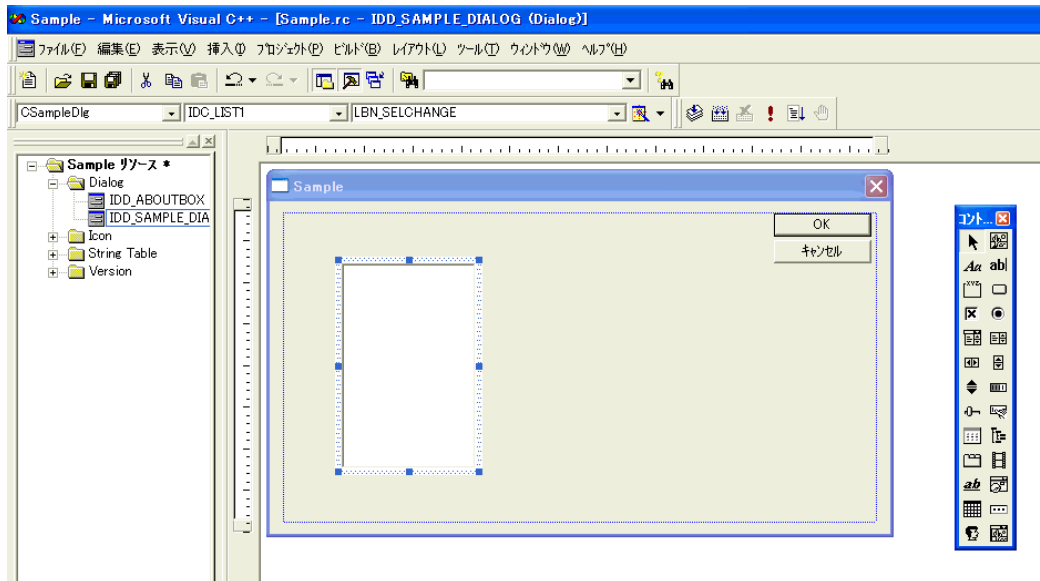 Sample - Microsoft Visual C++ - [Sample.rc - IDD_SAMPLE_DIALOG (Dialog)]
ファイル(F) 編集(E) 表示(V) 挿入(I) プロジェクト(P) ビルド(B) レイアウト(L) ツール(T) ウィンドウ(W) ヘルプ(H)
CSampleDlg IDC_LIST1 LBN_SELCHANGE
Sample リソース *
Dialog
IDD_ABOUTBOX
IDD_SAMPLE_DIA
Icon
String Table
Version
Sample
OK
キャンセル
コント...
Aa ab|
XYZ
ab